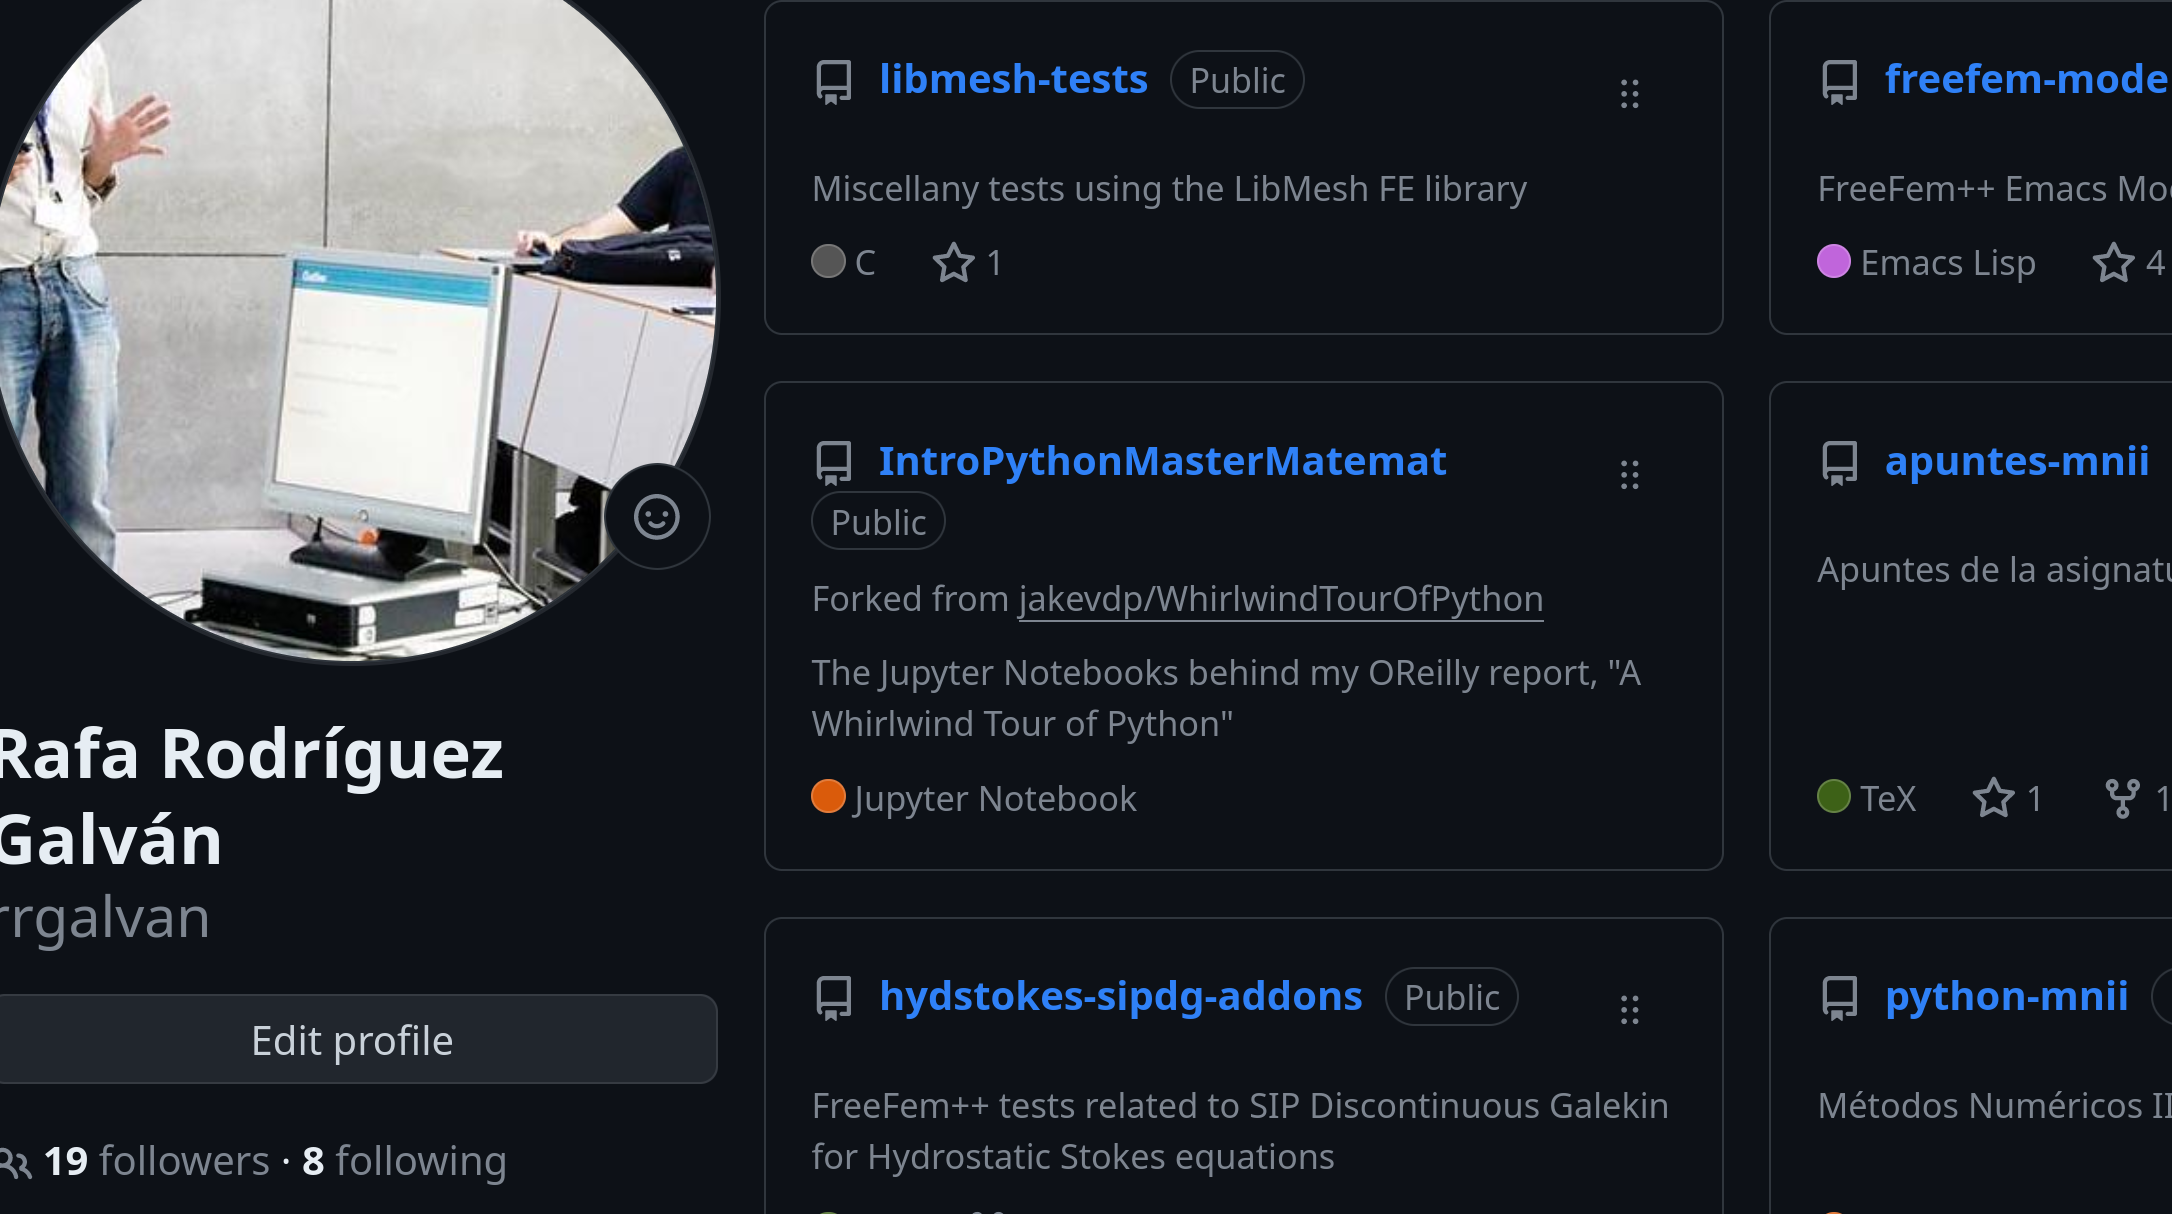 Rafa Rodríguez
Galván
rrgalvan
Edit profile
19 followers · 8 following
libmesh-tests Public
Miscellany tests using the LibMesh FE library
C 1
IntroPythonMasterMatemat
Public
Forked from jakevdp/WhirlwindTourOfPython
The Jupyter Notebooks behind my OReilly report, "A
Whirlwind Tour of Python"
Jupyter Notebook
hydstokes-sipdg-addons Public
FreeFem++ tests related to SIP Discontinuous Galekin
for Hydrostatic Stokes equations
freefem-mode
FreeFem++ Emacs
Emacs Lisp 4
apuntes-mnii
Apuntes de la
TeX 1 1
python-mnii
Métodos Numéricos II